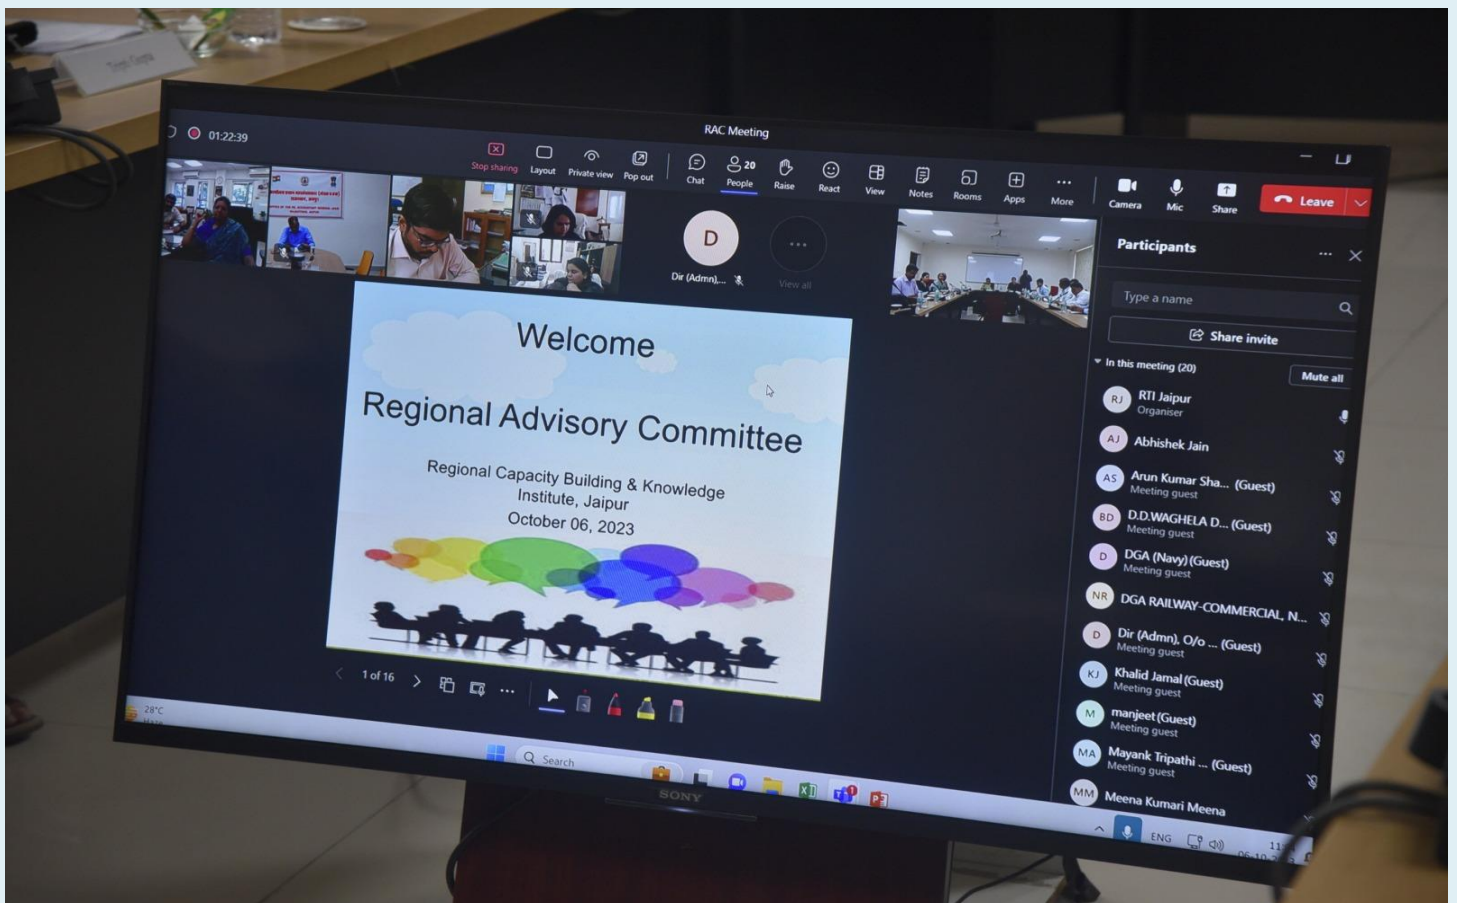 01:22:39
RAC Meeting
Stop sharing
Layout
Private view
Pop out
Chat
20
People
Raise
React
View
Notes
Rooms
Apps
More
Camera
Mic
Share
Leave
D
Dir (Admn),...
View all
Welcome
Regional Advisory Committee
Regional Capacity Building & Knowledge
Institute, Jaipur
October 06, 2023
1 of 16
Participants
Type a name
Share invite
In this meeting (20)
Mute all
RJ
RTI Jaipur
Organiser
AJ
Abhishek Jain
AS
Arun Kumar Sha... (Guest)
Meeting guest
BD
D.D.WAGHELA D... (Guest)
Meeting guest
D
DGA (Navy)(Guest)
Meeting guest
NR
DGA RAILWAY-COMMERCIAL, N...
D
Dir (Admn), O/o ... (Guest)
Meeting guest
KJ
Khalid Jamal(Guest)
Meeting guest
M
manjeet(Guest)
Meeting guest
MA
Mayank Tripathi ... (Guest)
Meeting guest
MM
Meena Kumari Meena
28°C
Haze
Search
ENG
SONY